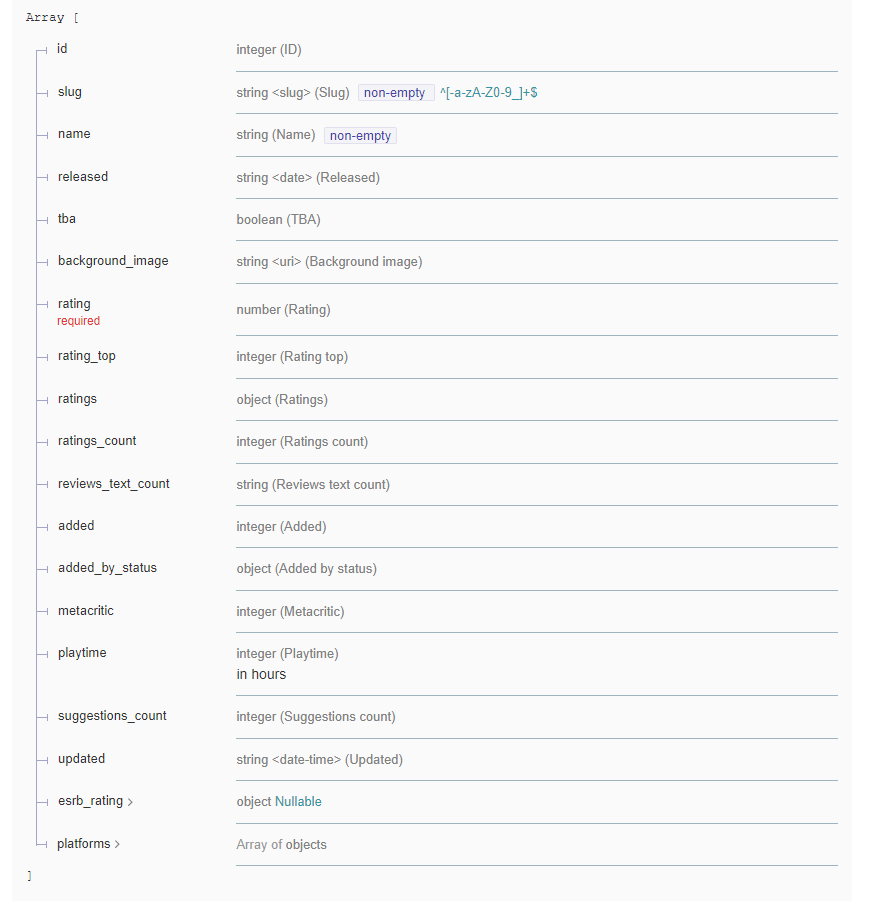 Array [
id integer (ID)
slug string <slug> (Slug) non-empty ^[-a-zA-Z0-9_]+$
name string (Name) non-empty
released string <date> (Released)
tba boolean (TBA)
background_image string <uri> (Background image)
rating number (Rating)
required
rating_top integer (Rating top)
ratings object (Ratings)
ratings_count integer (Ratings count)
reviews_text_count string (Reviews text count)
added integer (Added)
added_by_status object (Added by status)
metacritic integer (Metacritic)
playtime integer (Playtime)
in hours
suggestions_count integer (Suggestions count)
updated string <date-time> (Updated)
esrb_rating > object Nullable
platforms > Array of objects
]